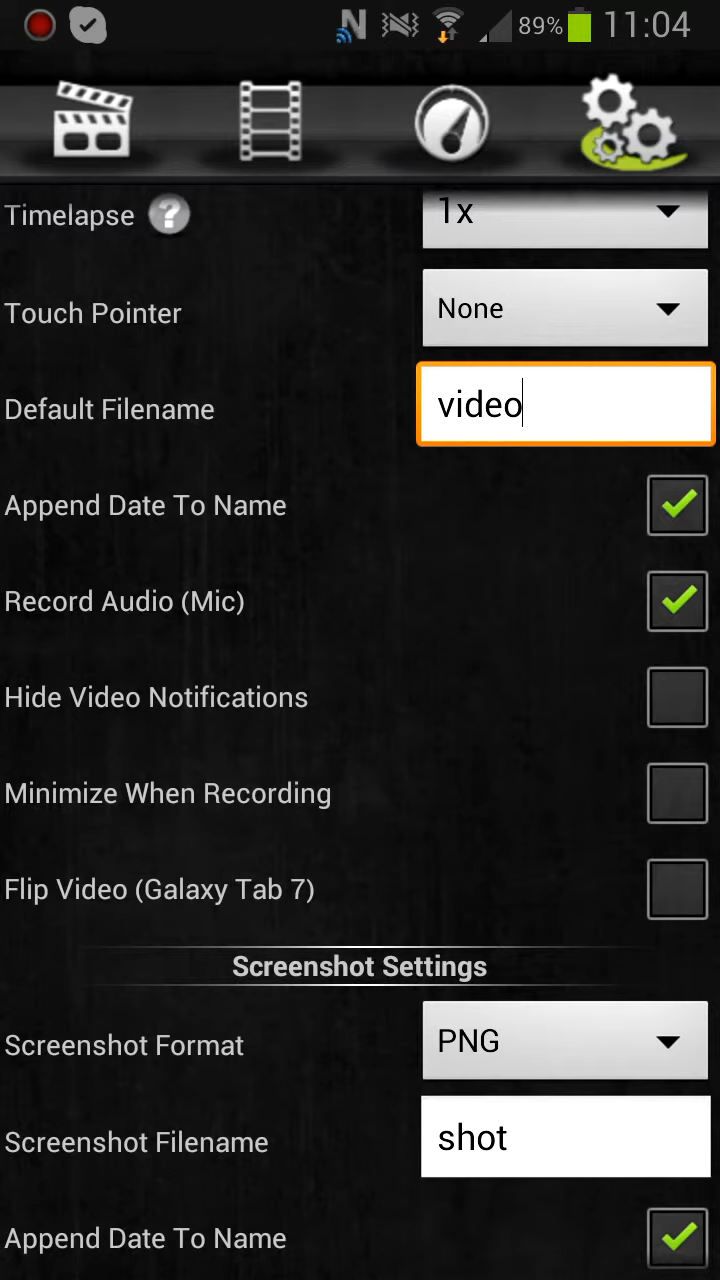 89% 11:04
Timelapse ? 1x
Touch Pointer None
Default Filename video
Append Date To Name
Record Audio (Mic)
Hide Video Notifications
Minimize When Recording
Flip Video (Galaxy Tab 7)
Screenshot Settings
Screenshot Format PNG
Screenshot Filename shot
Append Date To Name